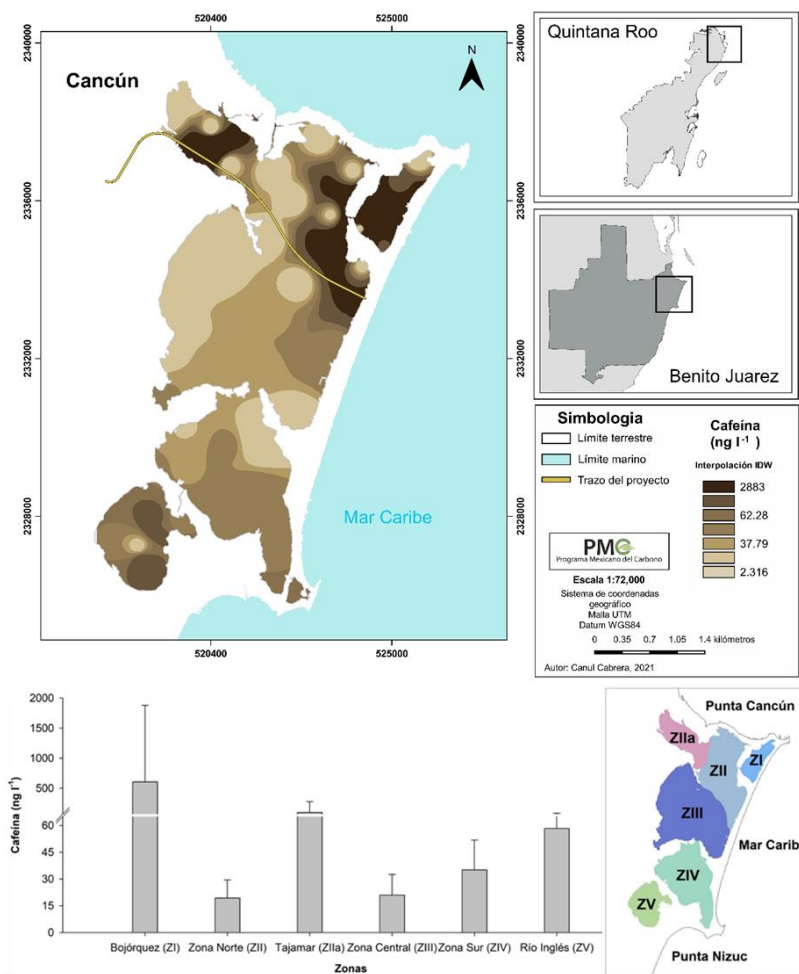 520400
525000
2340000
2336000
2332000
2328000
2340000
2336000
2332000
2328000
Cancún
N
Mar Caribe
520400
525000
Quintana Roo
Benito Juarez
Simbologia
Límite terrestre
Límite marino
Trazo del proyecto
Cafeína
(ng l⁻¹)
Interpolación IDW
2883
62.28
37.79
2.316
PMC
Programa Mexicano del Carbono
Escala 1:72,000
Sistema de coordenadas
geográfico
Malla UTM
Datum WGS84
0 0.35 0.7 1.05 1.4 kilómetros
Autor: Canul Cabrera, 2021
Cafeína (ng l⁻¹)
2000
1500
1000
500
60
45
30
15
0
Bojórquez (ZI)
Zona Norte (ZII)
Tajamar (ZIIa)
Zona Central (ZIII)
Zona Sur (ZIV)
Río Inglés (ZV)
Zonas
Punta Cancún
ZIIa
ZII
ZI
ZIII
Mar Carib
ZIV
ZV
Punta Nizuc